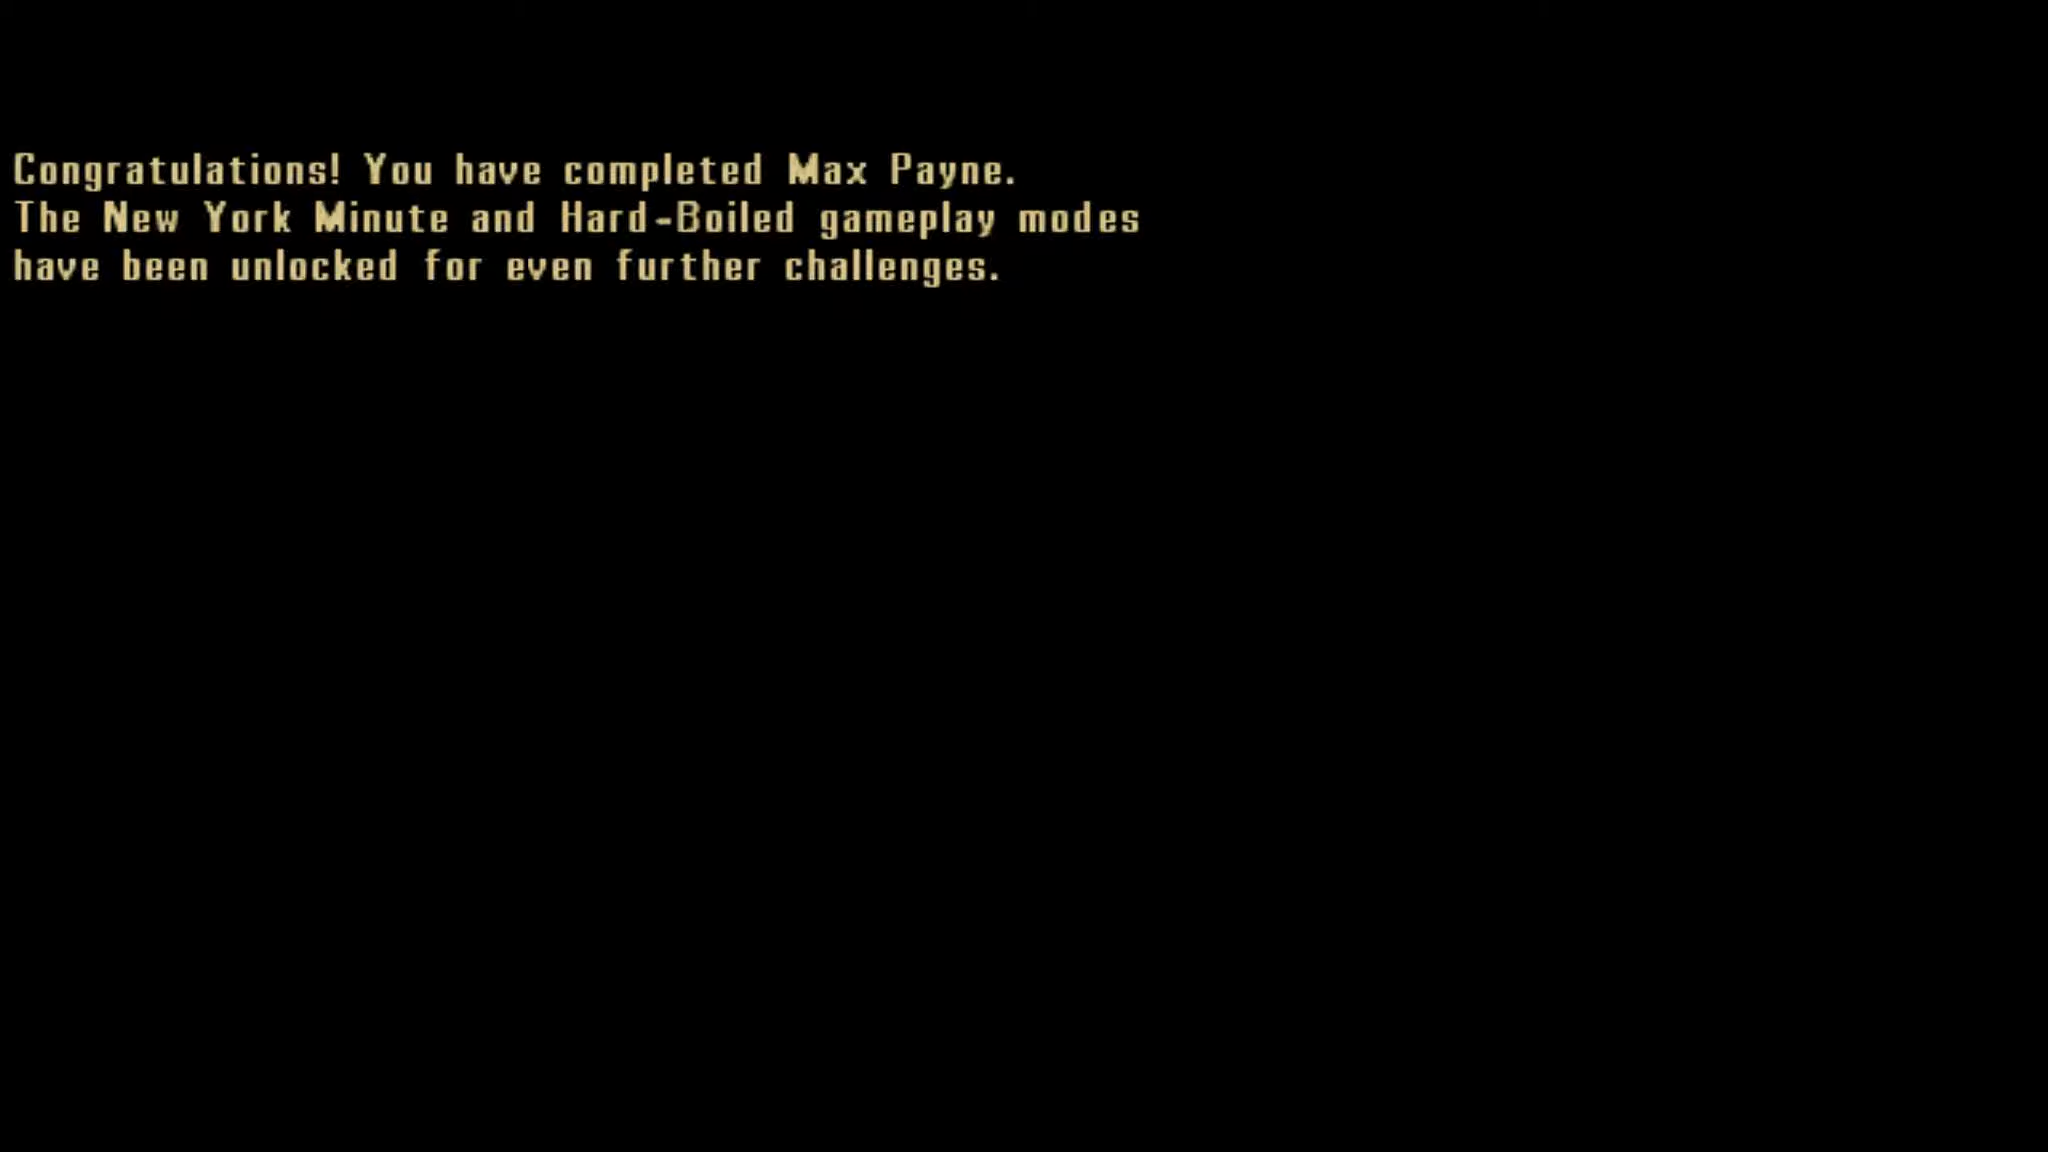 Congratulations! You have completed Max Payne.
The New York Minute and Hard-Boiled gameplay modes
have been unlocked for even further challenges.